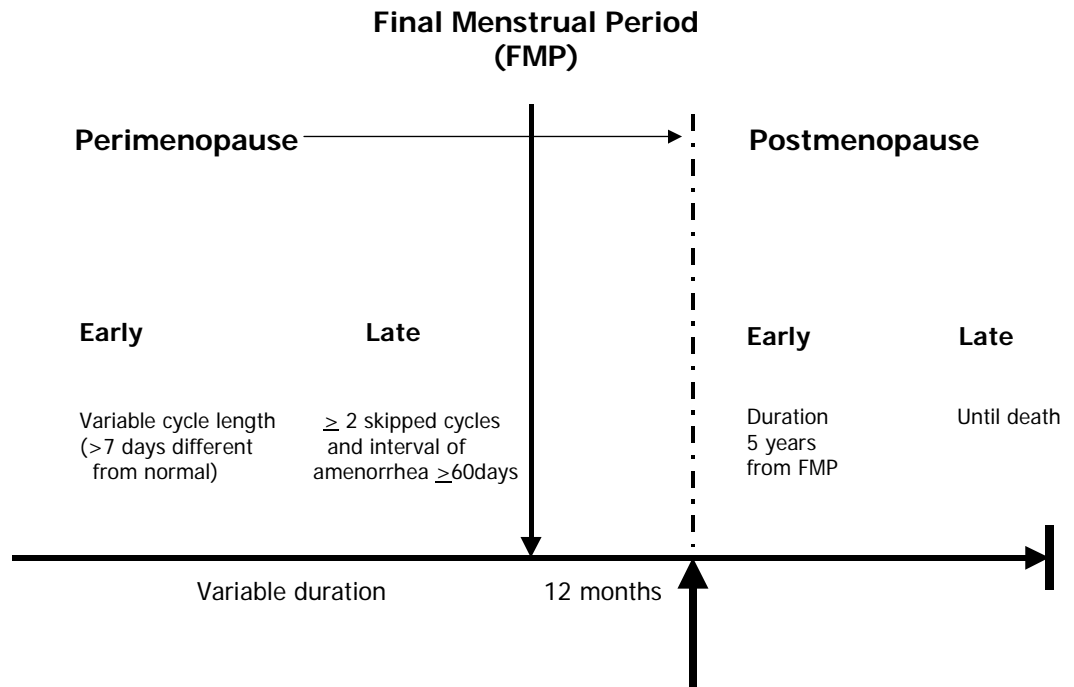 Final Menstrual Period
(FMP)
Perimenopause
Postmenopause
Early
Late
Early
Late
Variable cycle length
(>7 days different
from normal)
≥ 2 skipped cycles
and interval of
amenorrhea ≥60days
Duration
5 years
from FMP
Until death
Variable duration
12 months